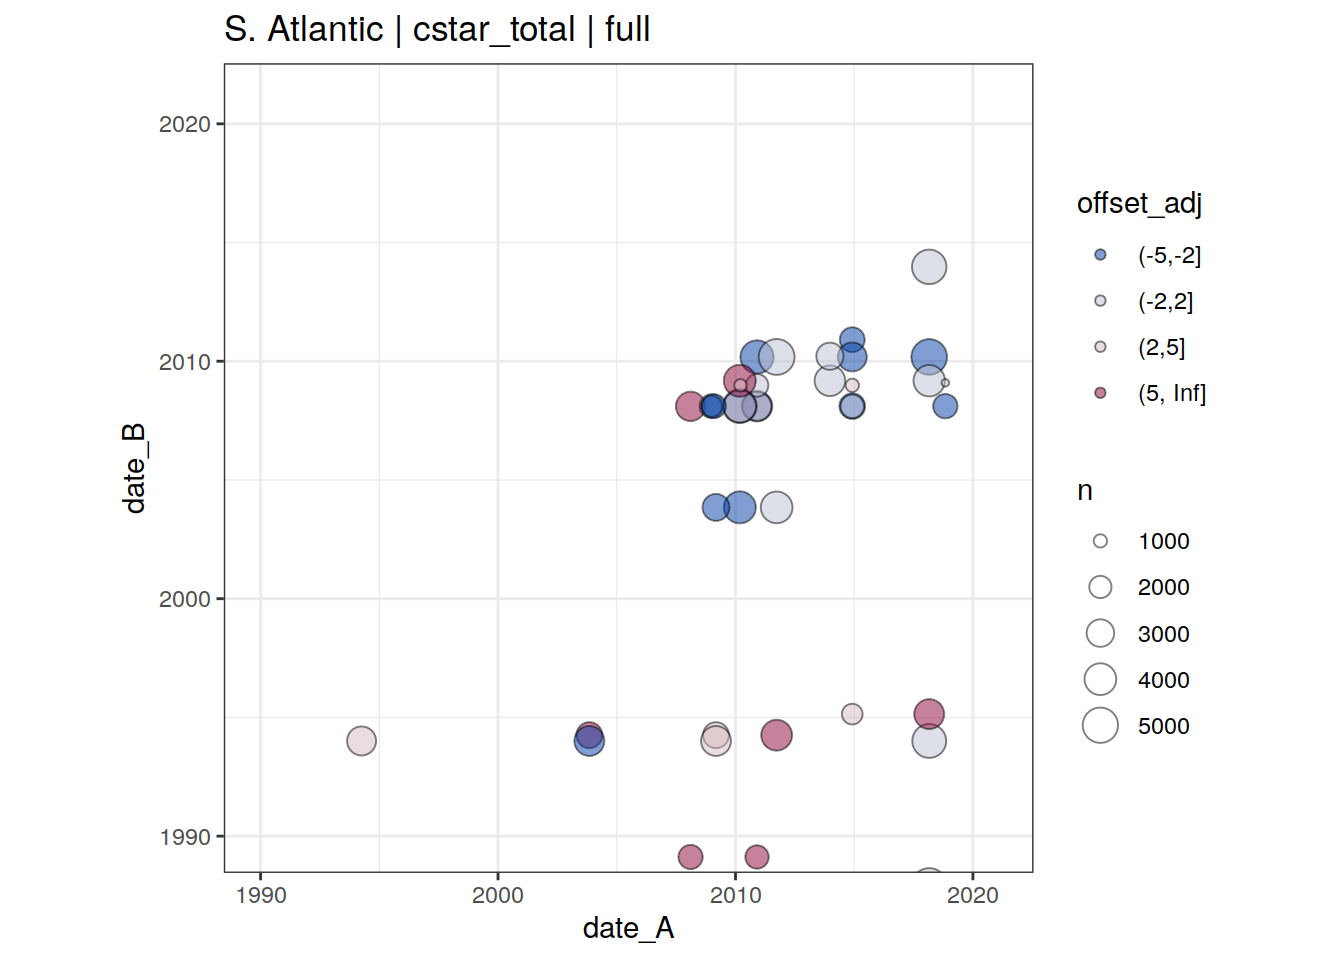 S. Atlantic | cstar_total | full
2020
2010
2000
1990
date_B
1990
2000
2010
2020
date_A
offset_adj
(-5,-2]
(-2,2]
(2,5]
(5, Inf]
n
1000
2000
3000
4000
5000